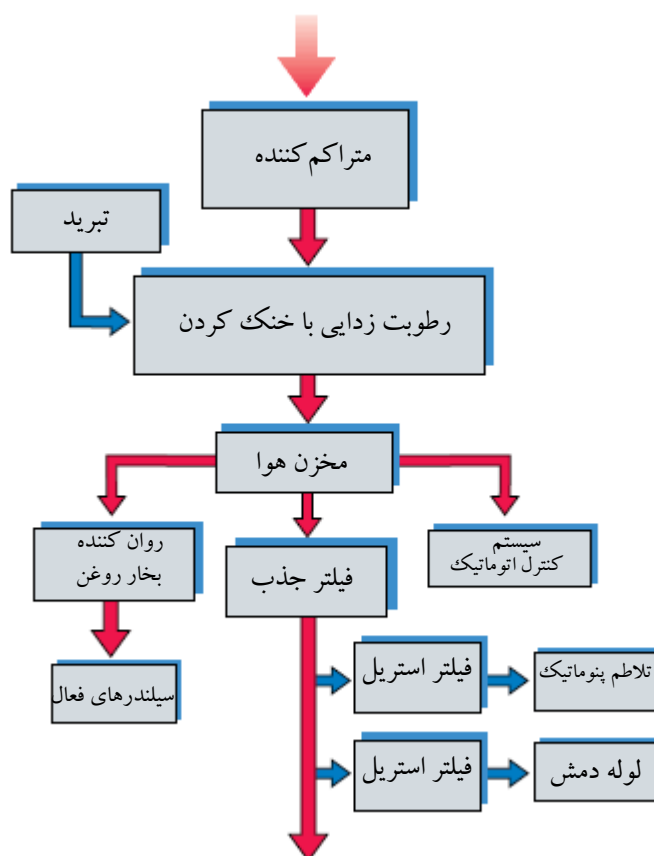 متراکم کننده
تبرید
رطوبت زدایی با خنک کردن
مخزن هوا
روان کننده
بخار روغن
فیلتر جذب
سیستم
کنترل اتوماتیک
سیلندرهای فعال
فیلتر استریل
تلاطم پنوماتیک
فیلتر استریل
لوله دمش